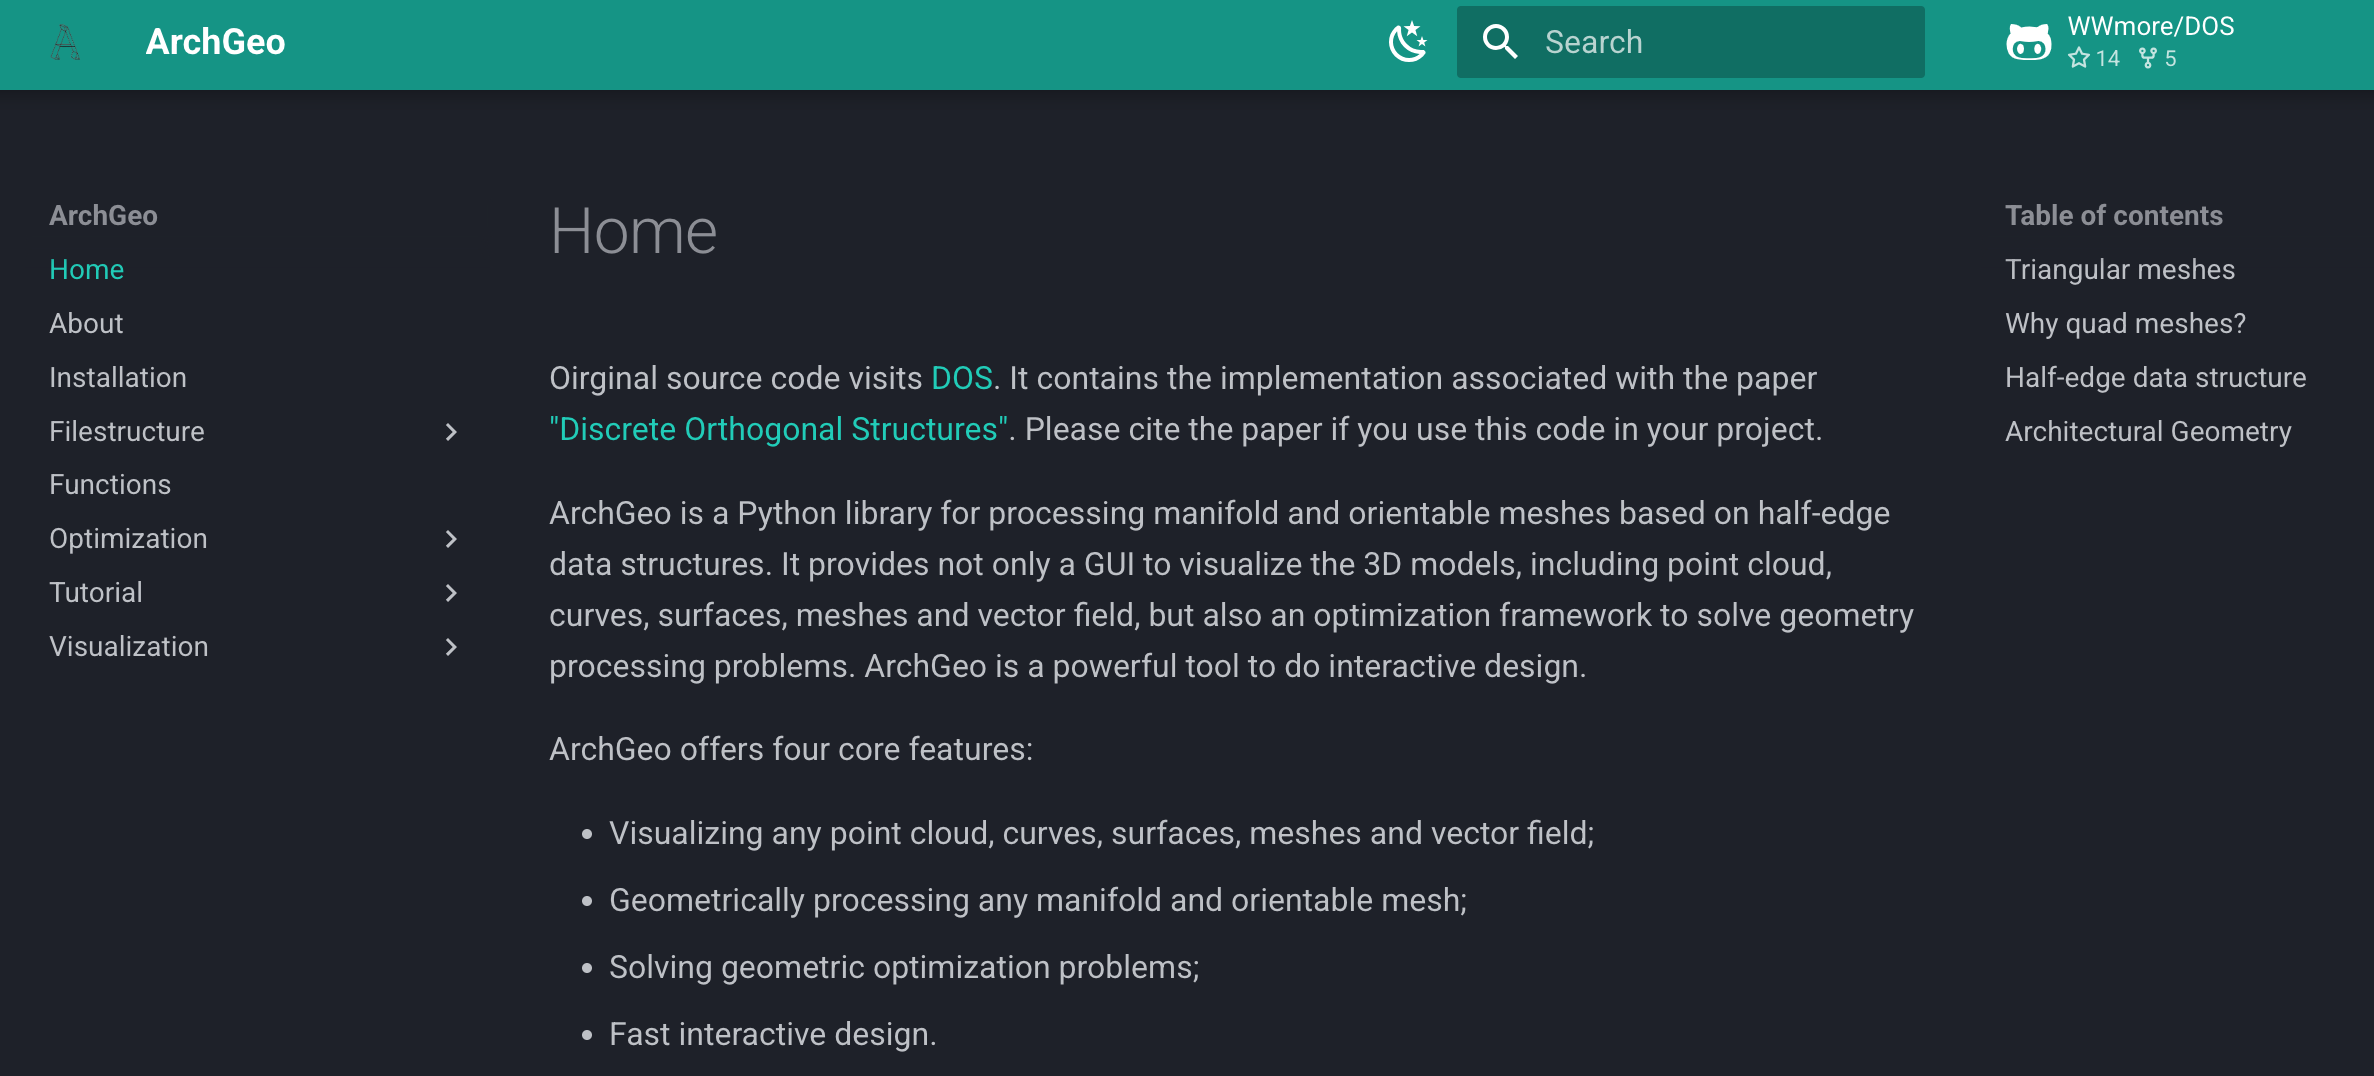 ArchGeo
Search
WWmore/DOS
14 5
ArchGeo
Home
About
Installation
Filestructure
Functions
Optimization
Tutorial
Visualization
Home
Oirginal source code visits DOS. It contains the implementation associated with the paper
"Discrete Orthogonal Structures". Please cite the paper if you use this code in your project.
ArchGeo is a Python library for processing manifold and orientable meshes based on half-edge
data structures. It provides not only a GUI to visualize the 3D models, including point cloud,
curves, surfaces, meshes and vector field, but also an optimization framework to solve geometry
processing problems. ArchGeo is a powerful tool to do interactive design.
ArchGeo offers four core features:
• Visualizing any point cloud, curves, surfaces, meshes and vector field;
• Geometrically processing any manifold and orientable mesh;
• Solving geometric optimization problems;
• Fast interactive design.
Table of contents
Triangular meshes
Why quad meshes?
Half-edge data structure
Architectural Geometry